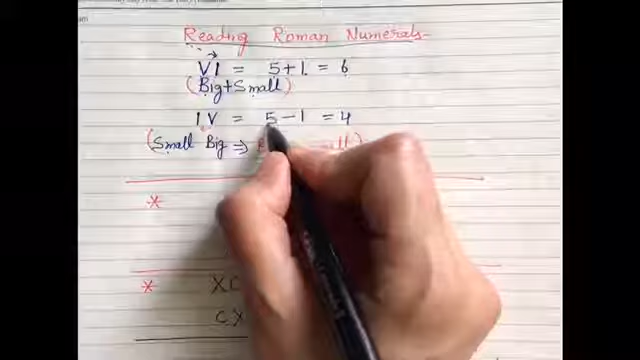 Reading Roman Numerals
VI = 5+1 = 6
(Big+Small)
IV = 5-1 = 4
(Small Big ⇒
*
* XC
CX